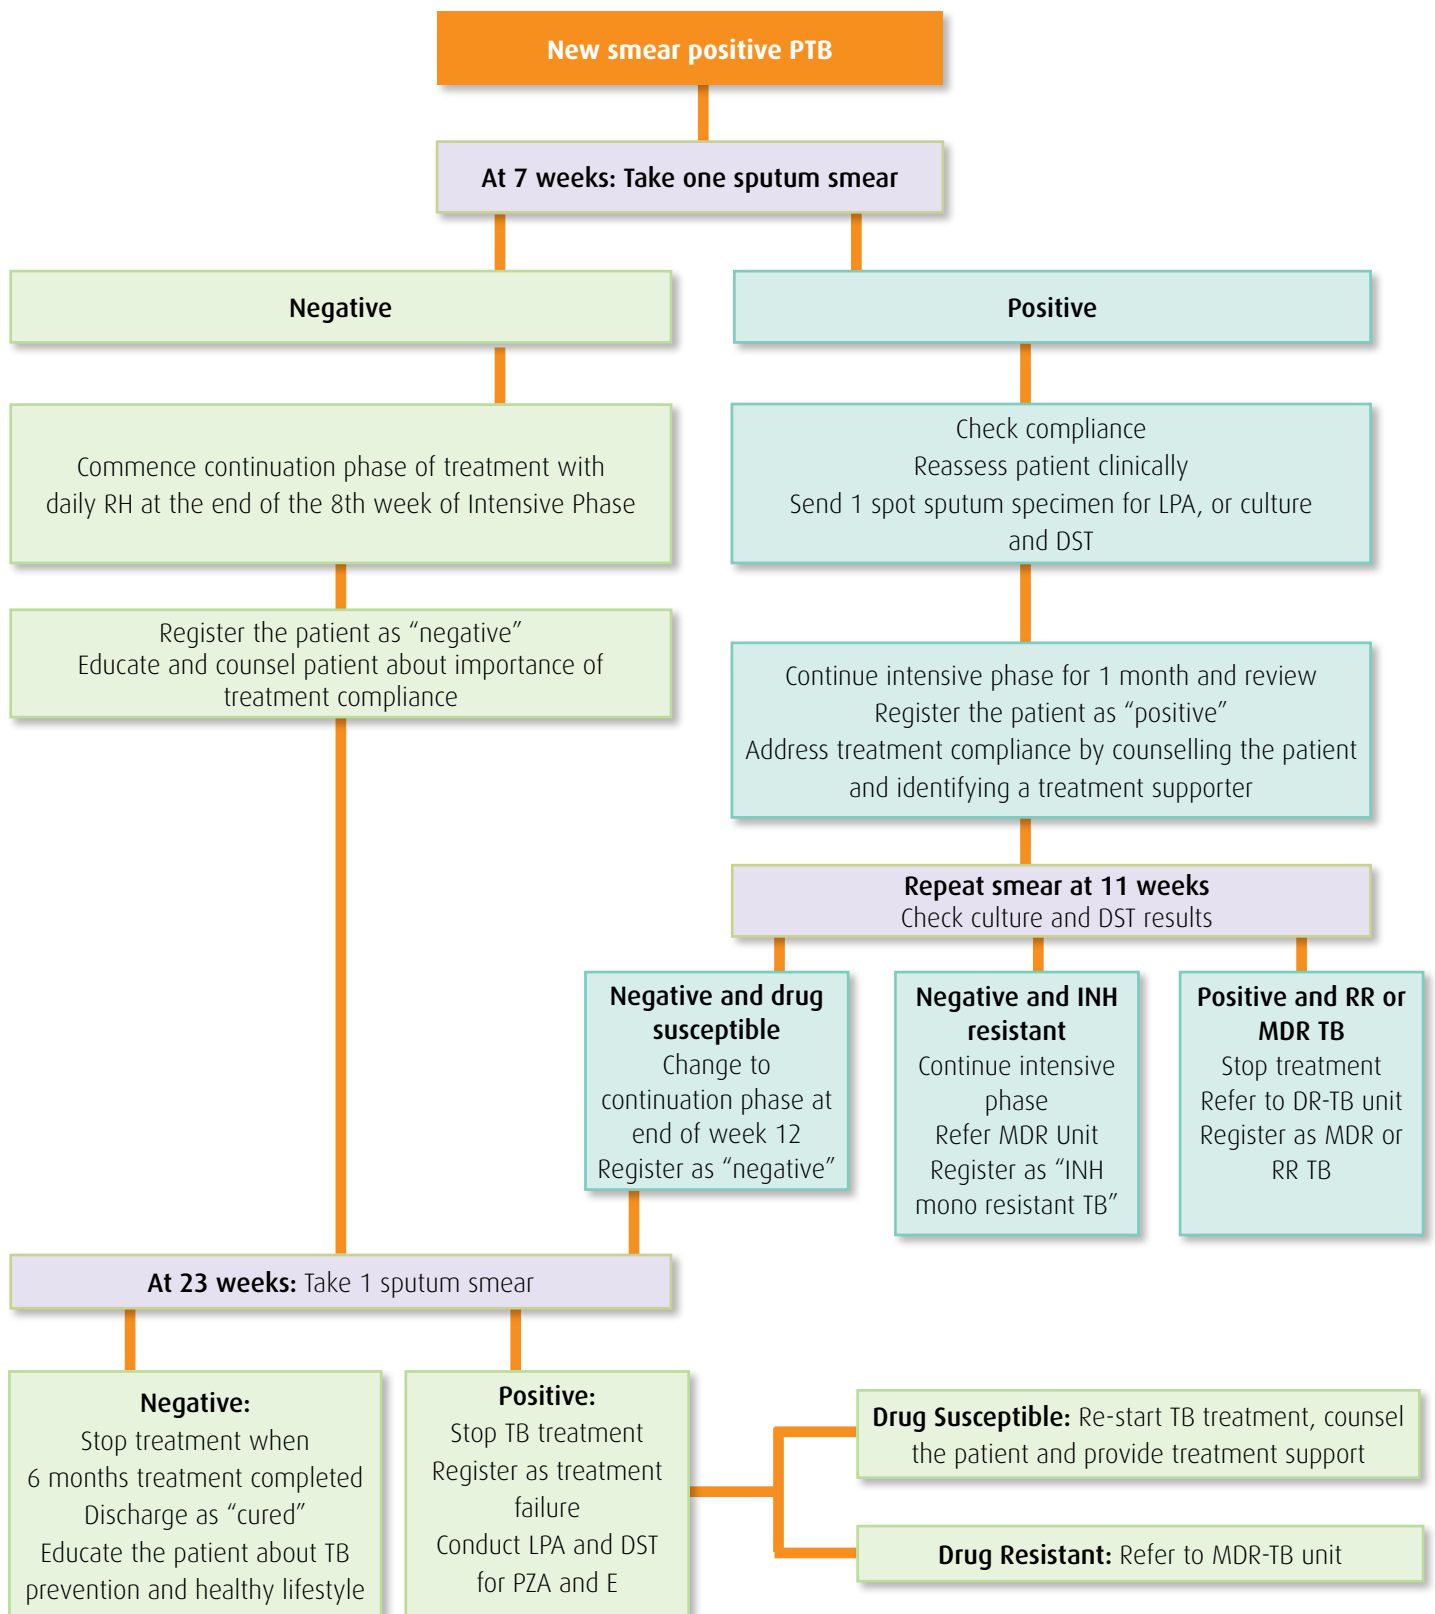 New smear positive PTB
At 7 weeks: Take one sputum smear
Negative
Positive
Commence continuation phase of treatment with
daily RH at the end of the 8th week of Intensive Phase
Check compliance
Reassess patient clinically
Send 1 spot sputum specimen for LPA, or culture
and DST
Register the patient as “negative”
Educate and counsel patient about importance of
treatment compliance
Continue intensive phase for 1 month and review
Register the patient as “positive”
Address treatment compliance by counselling the patient
and identifying a treatment supporter
Repeat smear at 11 weeks
Check culture and DST results
Negative and drug
susceptible
Change to
continuation phase at
end of week 12
Register as “negative”
Negative and INH
resistant
Continue intensive
phase
Refer MDR Unit
Register as “INH
mono resistant TB”
Positive and RR or
MDR TB
Stop treatment
Refer to DR-TB unit
Register as MDR or
RR TB
At 23 weeks: Take 1 sputum smear
Negative:
Stop treatment when
6 months treatment completed
Discharge as “cured”
Educate the patient about TB
prevention and healthy lifestyle
Positive:
Stop TB treatment
Register as treatment
failure
Conduct LPA and DST
for PZA and E
Drug Susceptible: Re-start TB treatment, counsel
the patient and provide treatment support
Drug Resistant: Refer to MDR-TB unit